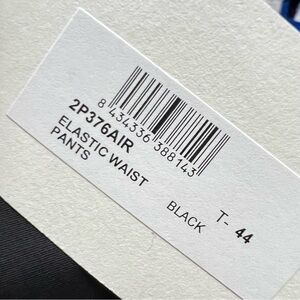 8 434336 388143
2P376AIR
ELASTIC WAIST
PANTS
BLACK
T- 44